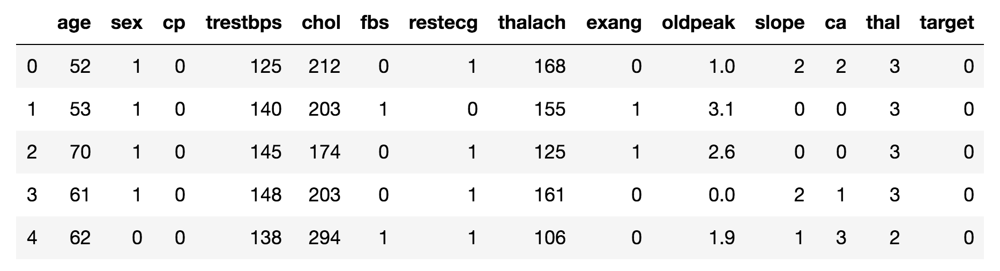 age sex cp trestbps chol fbs restecg thalach exang oldpeak slope ca thal target
0 52 1 0 125 212 0 1 168 0 1.0 2 2 3 0
1 53 1 0 140 203 1 0 155 1 3.1 0 0 3 0
2 70 1 0 145 174 0 1 125 1 2.6 0 0 3 0
3 61 1 0 148 203 0 1 161 0 0.0 2 1 3 0
4 62 0 0 138 294 1 1 106 0 1.9 1 3 2 0